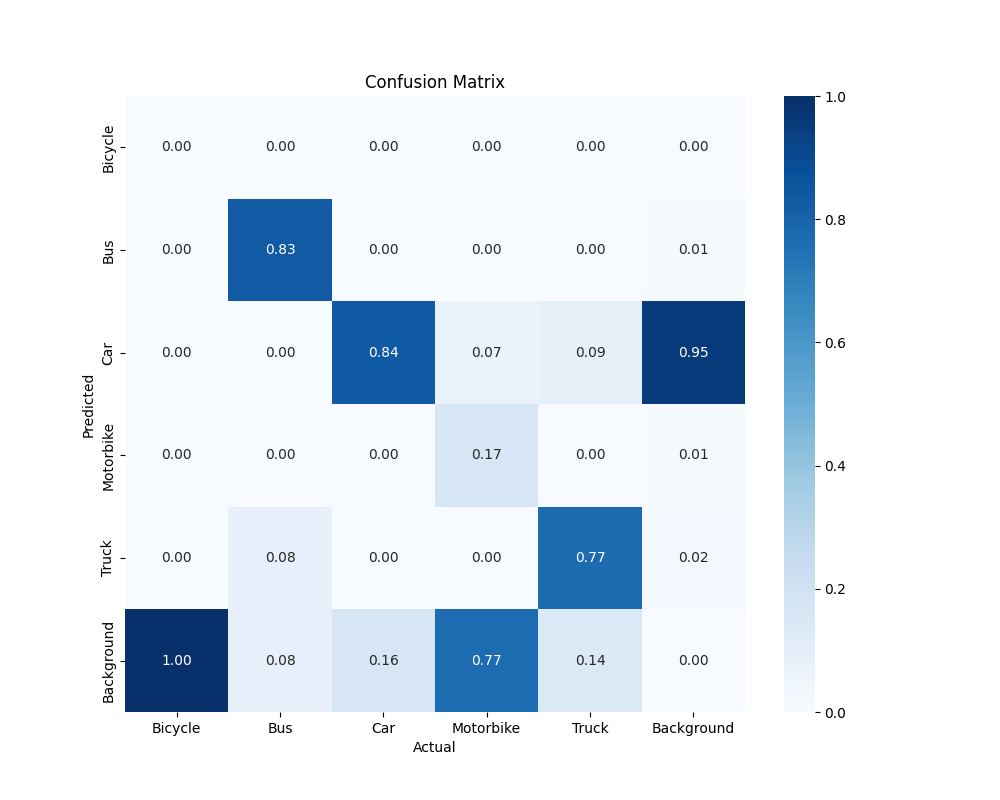 Confusion Matrix
Predicted
Bicycle 0.00 0.00 0.00 0.00 0.00 0.00
Bus 0.00 0.83 0.00 0.00 0.00 0.01
Car 0.00 0.00 0.84 0.07 0.09 0.95
Motorbike 0.00 0.00 0.00 0.17 0.00 0.01
Truck 0.00 0.08 0.00 0.00 0.77 0.02
Background 1.00 0.08 0.16 0.77 0.14 0.00
Bicycle Bus Car Motorbike Truck Background
Actual
1.0
0.8
0.6
0.4
0.2
0.0